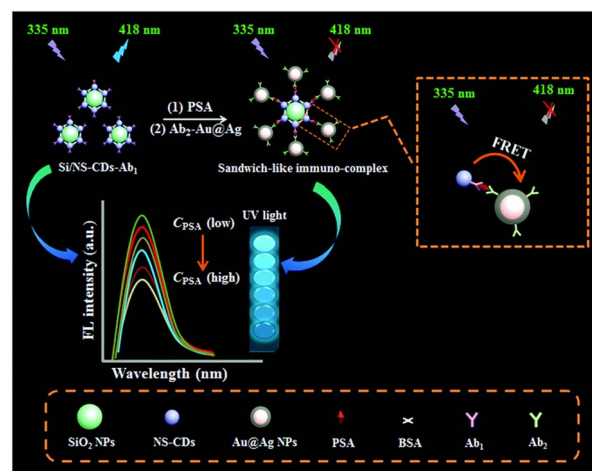 335 nm 418 nm 335 nm 418 nm
(1) PSA
(2) Ab₂-Au@Ag
Si/NS-CDs-Ab₁
Sandwich-like immuno-complex
335 nm 418 nm
FRET
FL intensity (a.u.)
C_PSA (low)
C_PSA (high)
UV light
Wavelength (nm)
SiO₂ NPs NS-CDs Au@Ag NPs PSA BSA Ab₁ Ab₂